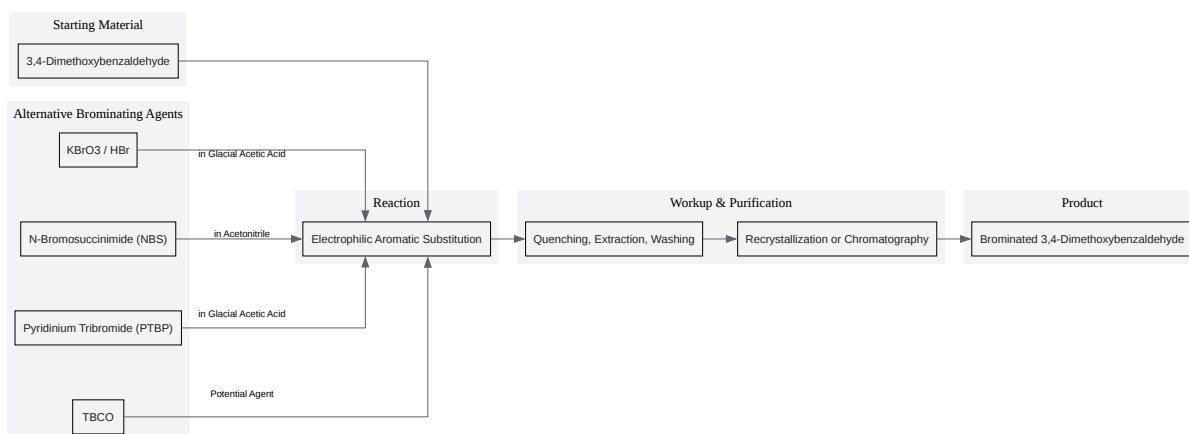 Starting Material
3,4-Dimethoxybenzaldehyde
Alternative Brominating Agents
KBrO3 / HBr
in Glacial Acetic Acid
N-Bromosuccinimide (NBS)
in Acetonitrile
Pyridinium Tribromide (PTBP)
in Glacial Acetic Acid
TBCO
Potential Agent
Reaction
Electrophilic Aromatic Substitution
Workup & Purification
Quenching, Extraction, Washing
Recrystallization or Chromatography
Product
Brominated 3,4-Dimethoxybenzaldehyde